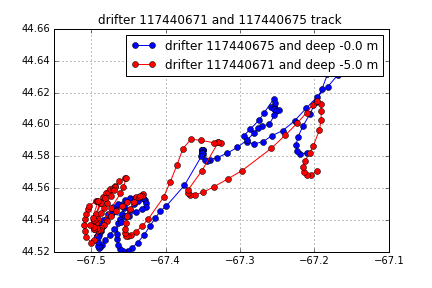 drifter 117440671 and 117440675 track
drifter 117440675 and deep -0.0 m
drifter 117440671 and deep -5.0 m
44.66
44.64
44.62
44.60
44.58
44.56
44.54
44.52
−67.5 −67.4 −67.3 −67.2 −67.1